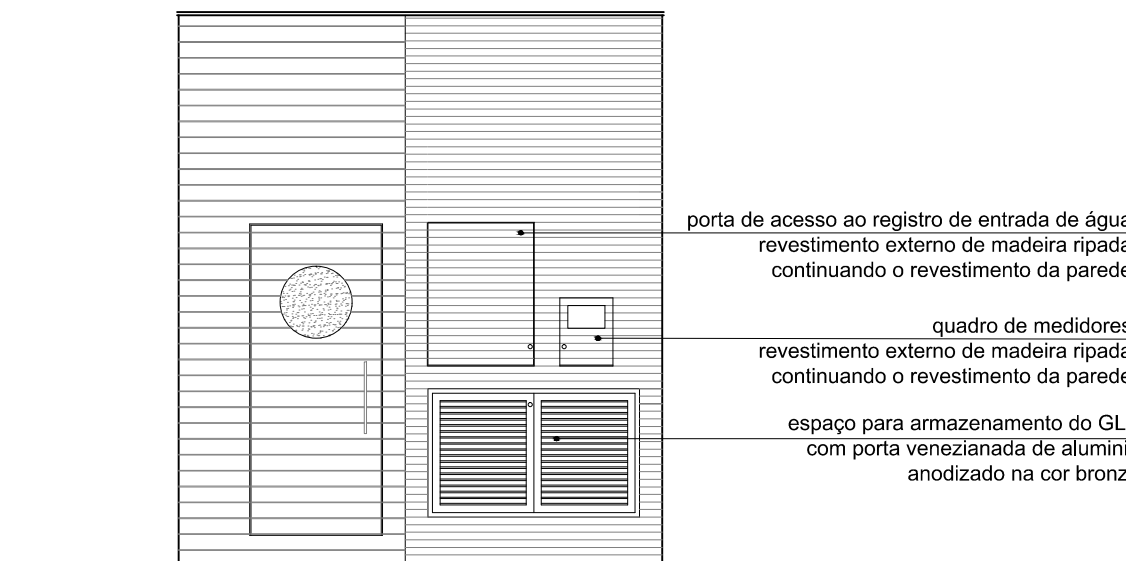 porta de acesso ao registro de entrada de água
revestimento externo de madeira ripada
continuando o revestimento da parede
quadro de medidores
revestimento externo de madeira ripada
continuando o revestimento da parede
espaço para armazenamento do GL
com porta venezianada de alumini
anodizado na cor bronz